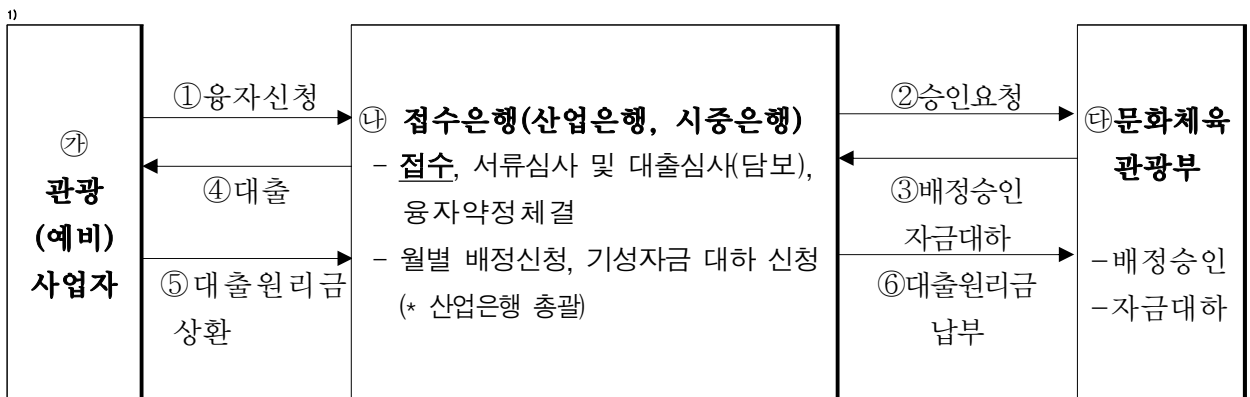 1)
㉮
관광
(예비)
사업자
①융자신청
④대출
⑤대출원리금
상환
㉯ 접수은행(산업은행, 시중은행)
- 접수, 서류심사 및 대출심사(담보),
융자약정체결
- 월별 배정신청, 기성자금 대하 신청
(* 산업은행 총괄)
②승인요청
③배정승인
자금대하
⑥대출원리금
납부
㉰문화체육
관광부
-배정승인
-자금대하